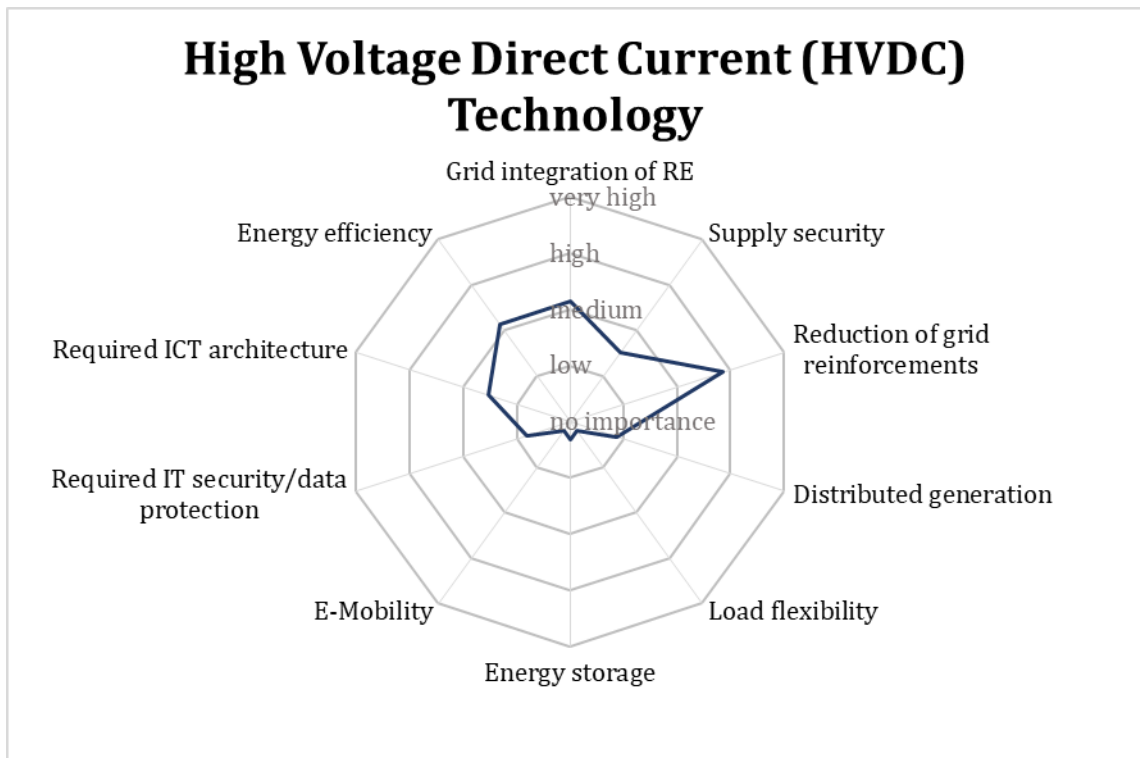 High Voltage Direct Current (HVDC)
Technology
Grid integration of RE
very high
Energy efficiency
Supply security
high
medium
Required ICT architecture
Reduction of grid
reinforcements
low
no importance
Required IT security/data
protection
Distributed generation
E-Mobility
Load flexibility
Energy storage